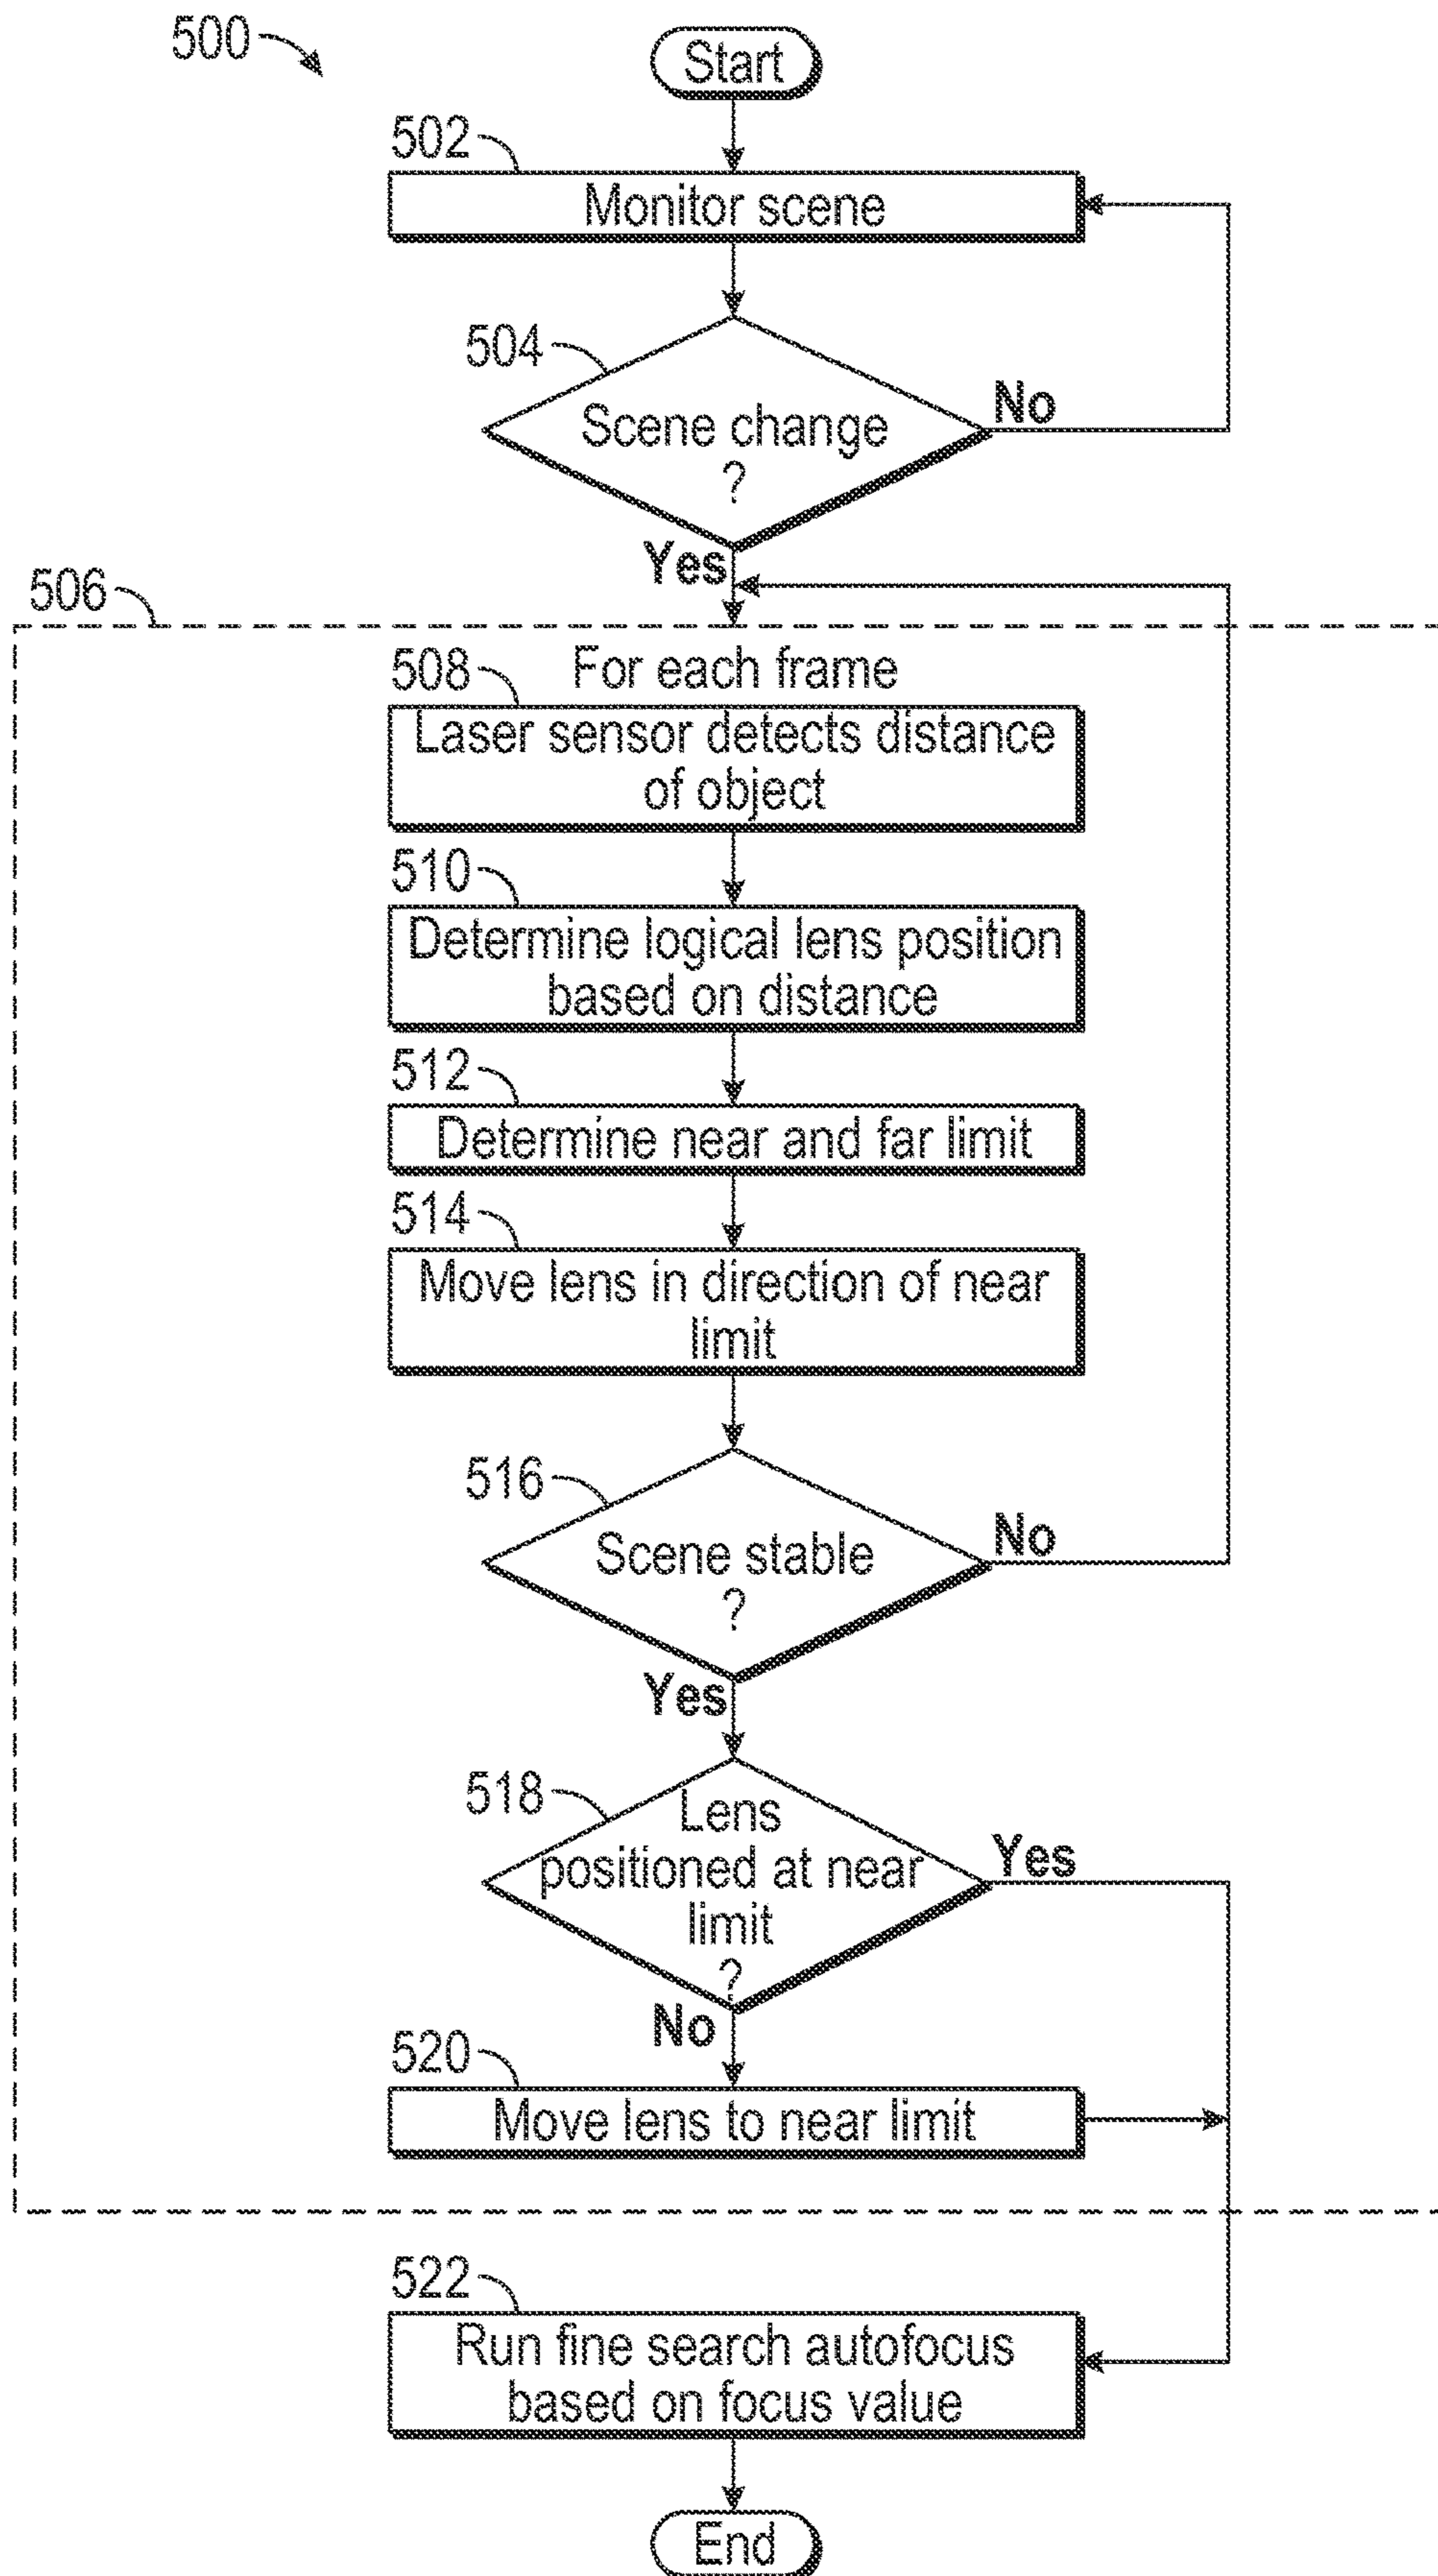 500
Start
502
Monitor scene
504
Scene change
?
No
Yes
506
For each frame
508
Laser sensor detects distance
of object
510
Determine logical lens position
based on distance
512
Determine near and far limit
514
Move lens in direction of near
limit
516
Scene stable
?
No
Yes
518
Lens
positioned at near
limit
?
Yes
No
520
Move lens to near limit
522
Run fine search autofocus
based on focus value
End